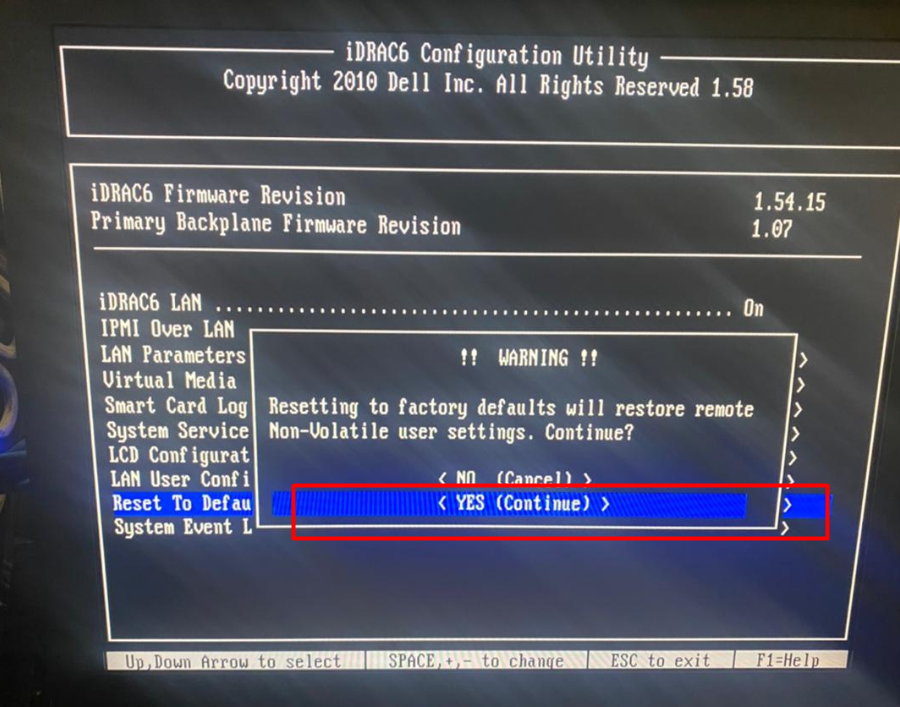 iDRAC6 Configuration Utility
Copyright 2010 Dell Inc. All Rights Reserved 1.58
iDRAC6 Firmware Revision 1.54.15
Primary Backplane Firmware Revision 1.07
iDRAC6 LAN ............................................................ On
IPMI Over LAN
LAN Parameters >
Virtual Media >
Smart Card Log >
System Service >
LCD Configurat >
LAN User Confi >
Reset To Defau >
System Event L >
!! WARNING !!
Resetting to factory defaults will restore remote
Non-Volatile user settings. Continue?
< NO (Cancel) >
< YES (Continue) >
Up,Down Arrow to select SPACE,+,- to change ESC to exit F1=Help